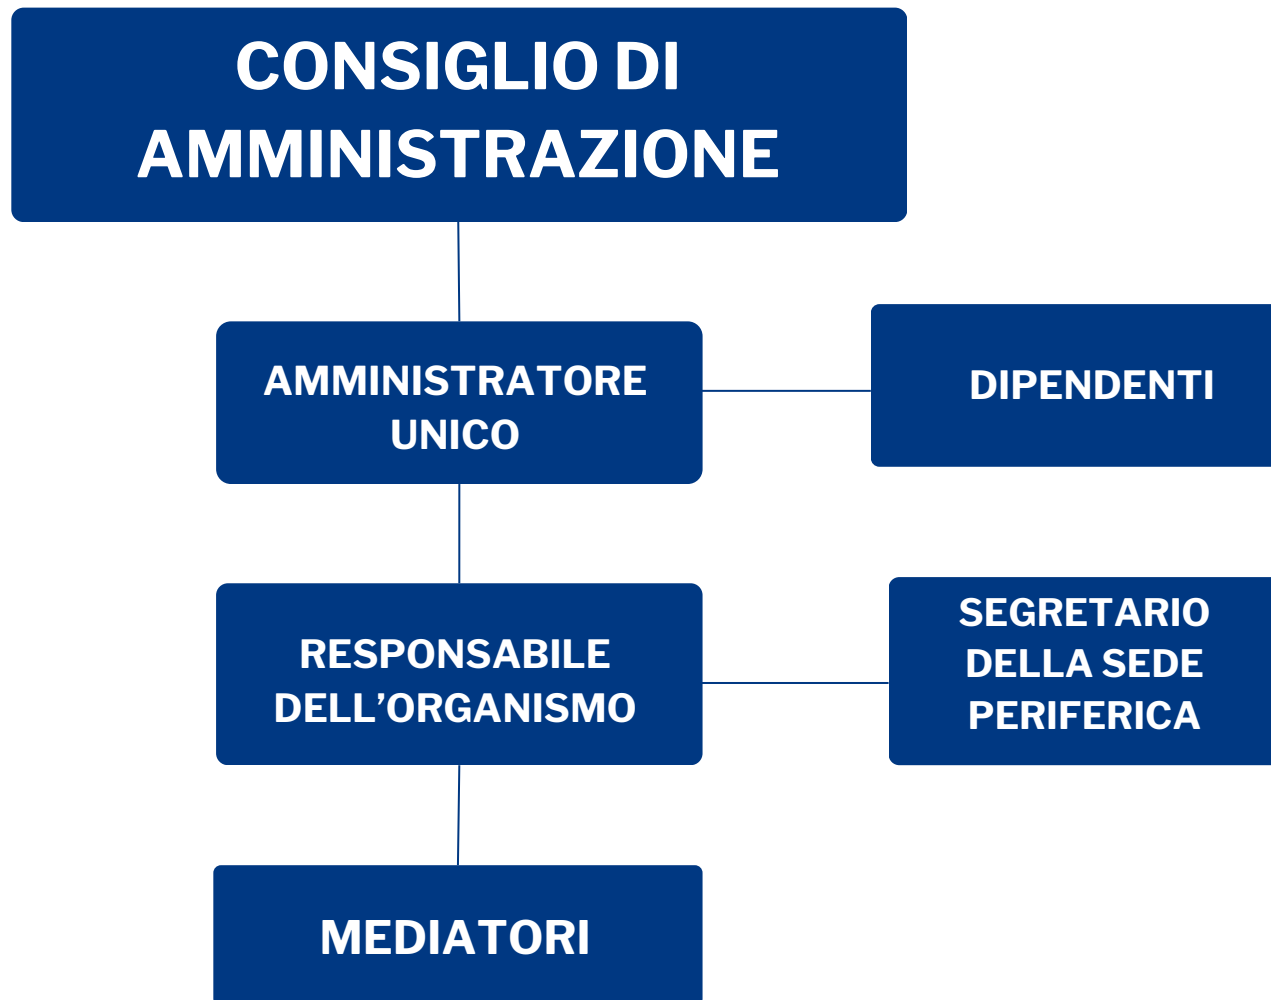 CONSIGLIO DI
AMMINISTRAZIONE
AMMINISTRATORE
UNICO
DIPENDENTI
RESPONSABILE
DELL’ORGANISMO
SEGRETARIO
DELLA SEDE
PERIFERICA
MEDIATORI